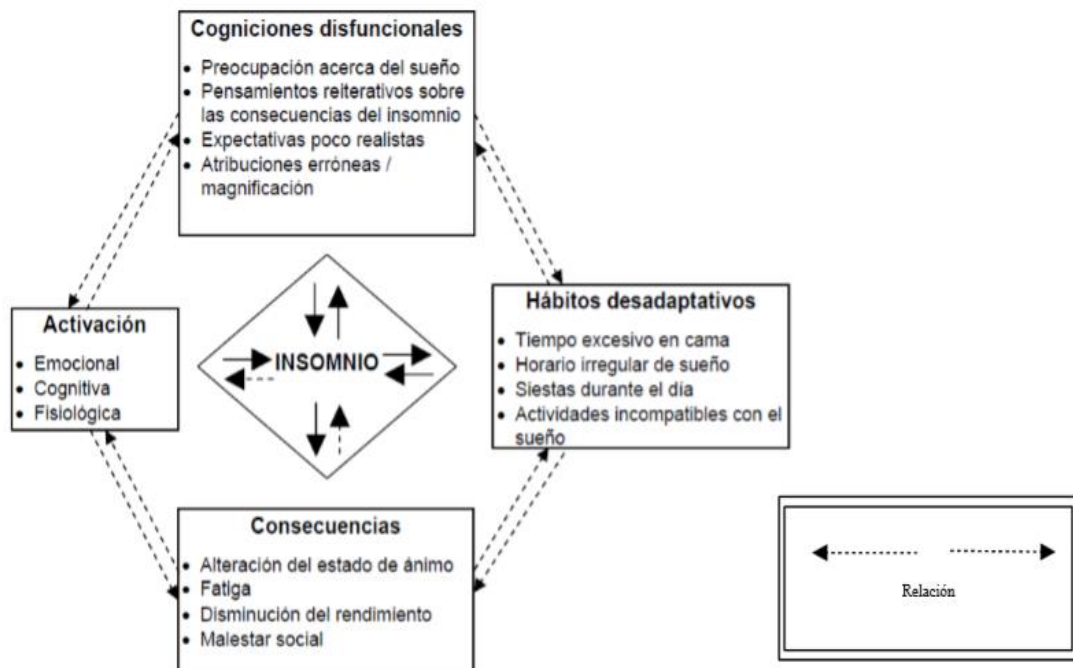 Cogniciones disfuncionales
• Preocupación acerca del sueño
• Pensamientos reiterativos sobre
las consecuencias del insomnio
• Expectativas poco realistas
• Atribuciones erróneas /
magnificación
Activación
• Emocional
• Cognitiva
• Fisiológica
INSOMNIO
Hábitos desadaptativos
• Tiempo excesivo en cama
• Horario irregular de sueño
• Siestas durante el día
• Actividades incompatibles con el
sueño
Consecuencias
• Alteración del estado de ánimo
• Fatiga
• Disminución del rendimiento
• Malestar social
Relación